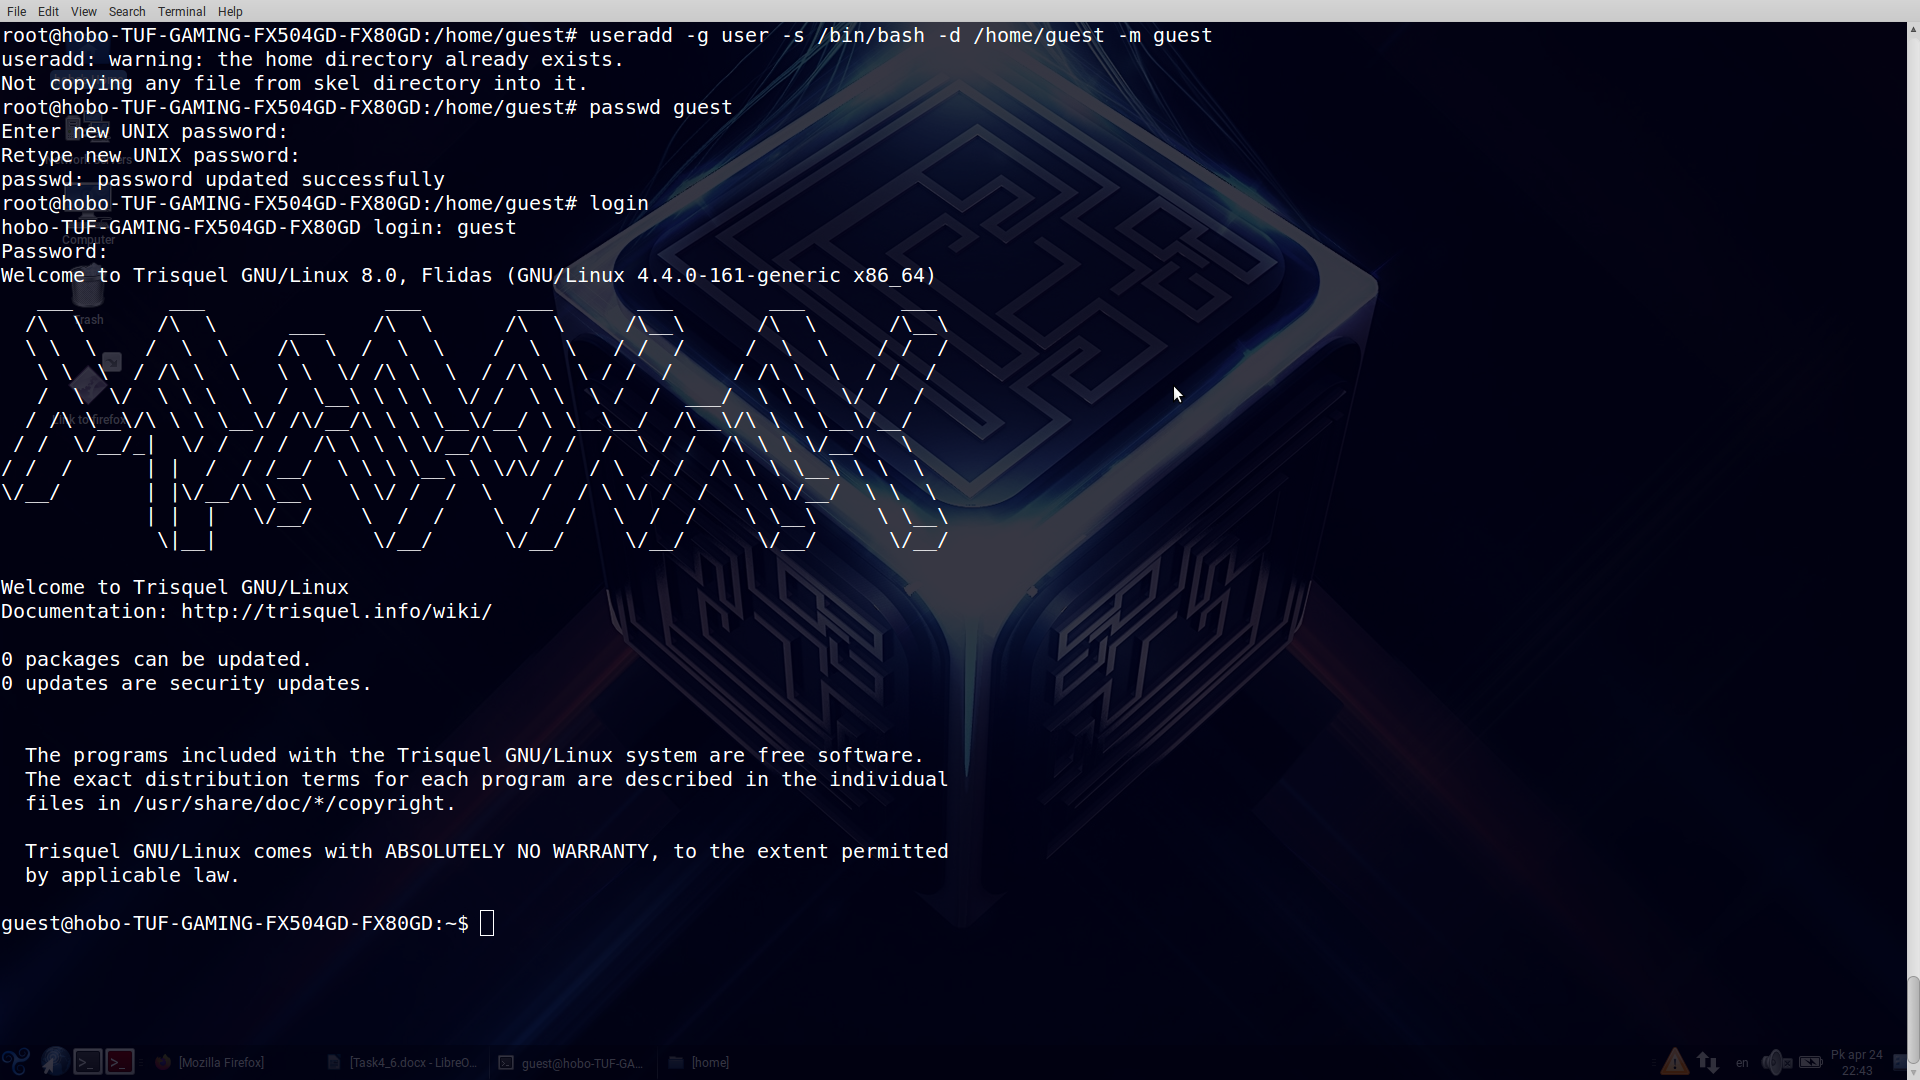 File Edit View Search Terminal Help
root@hobo-TUF-GAMING-FX504GD-FX80GD:/home/guest# useradd -g user -s /bin/bash -d /home/guest -m guest
useradd: warning: the home directory already exists.
Not copying any file from skel directory into it.
root@hobo-TUF-GAMING-FX504GD-FX80GD:/home/guest# passwd guest
Enter new UNIX password:
Retype new UNIX password:
passwd: password updated successfully
root@hobo-TUF-GAMING-FX504GD-FX80GD:/home/guest# login
hobo-TUF-GAMING-FX504GD-FX80GD login: guest
Password:
Welcome to Trisquel GNU/Linux 8.0, Flidas (GNU/Linux 4.4.0-161-generic x86_64)
Welcome to Trisquel GNU/Linux
Documentation: http://trisquel.info/wiki/
0 packages can be updated.
0 updates are security updates.
The programs included with the Trisquel GNU/Linux system are free software.
The exact distribution terms for each program are described in the individual
files in /usr/share/doc/*/copyright.
Trisquel GNU/Linux comes with ABSOLUTELY NO WARRANTY, to the extent permitted
by applicable law.
guest@hobo-TUF-GAMING-FX504GD-FX80GD:~$
Computer
Trash
[Mozilla Firefox] [Task4_6.docx - LibreO... guest@hobo-TUF-GA... [home] en Pk apr 24
22:43